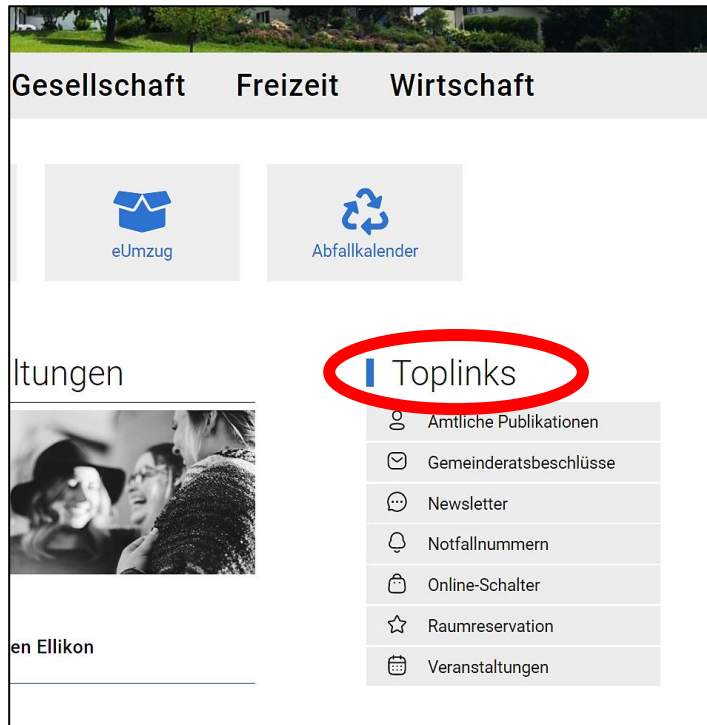 Gesellschaft Freizeit Wirtschaft
eUmzug
Abfallkalender
ltungen
Toplinks
Amtliche Publikationen
Gemeinderatsbeschlüsse
Newsletter
Notfallnummern
Online-Schalter
Raumreservation
Veranstaltungen
en Ellikon